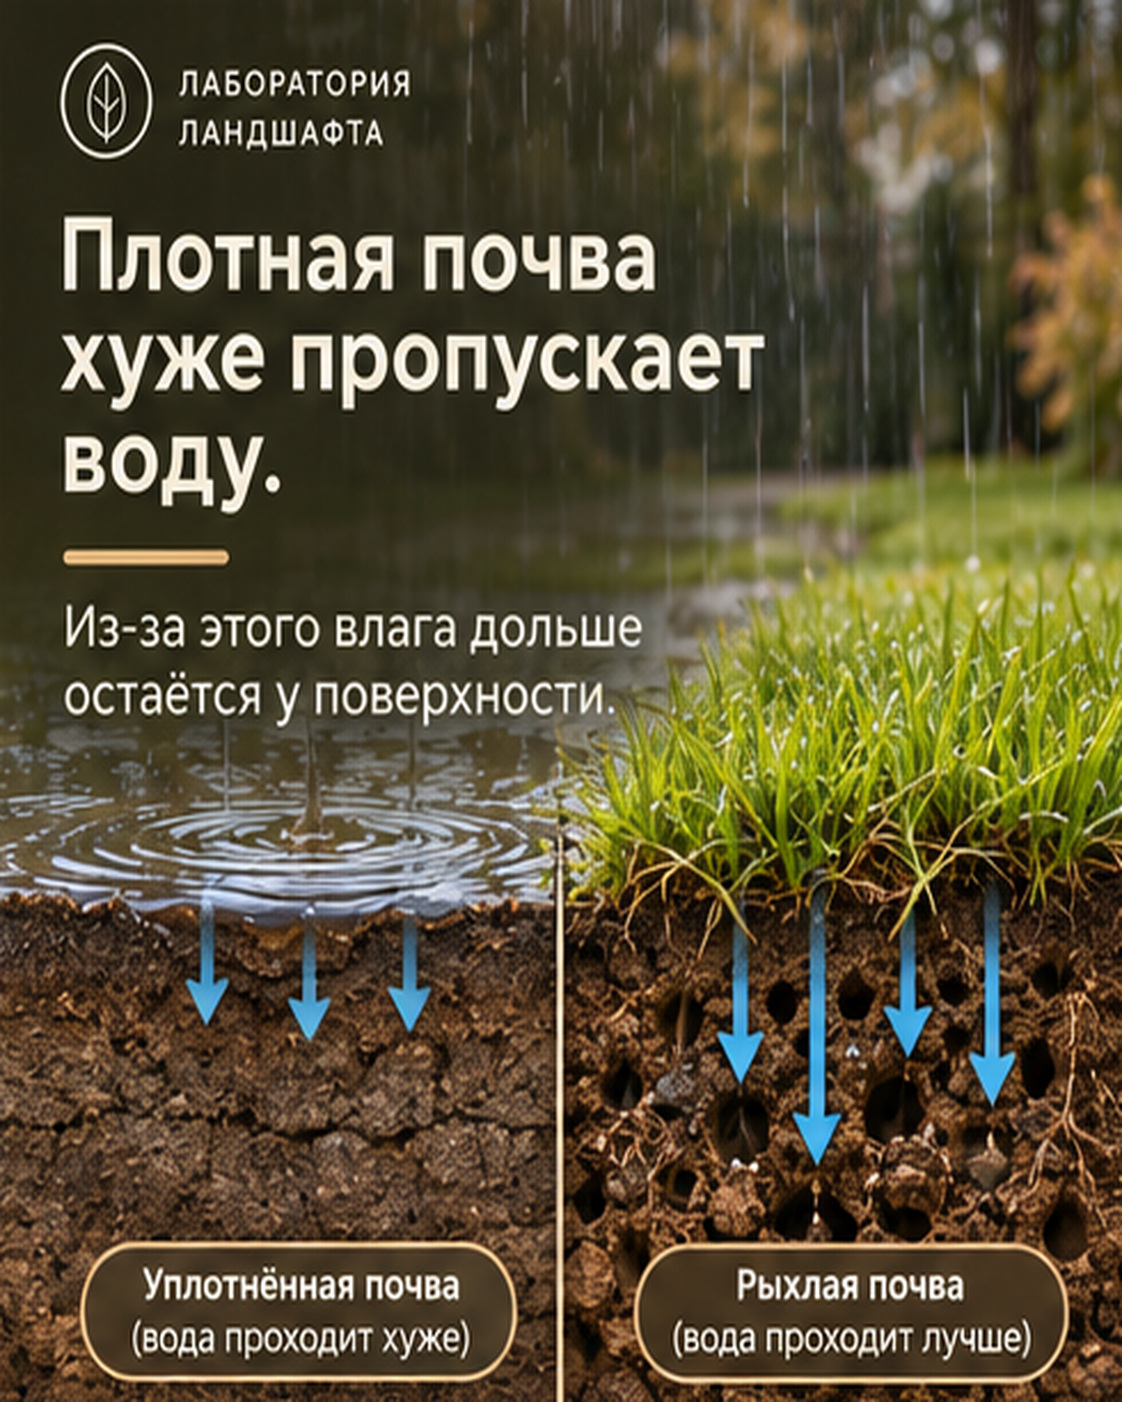 ЛАБОРАТОРИЯ
ЛАНДШАФТА
Плотная почва
хуже пропускает
воду.
Из-за этого влага дольше
остаётся у поверхности.
Уплотнённая почва
(вода проходит хуже)
Рыхлая почва
(вода проходит лучше)